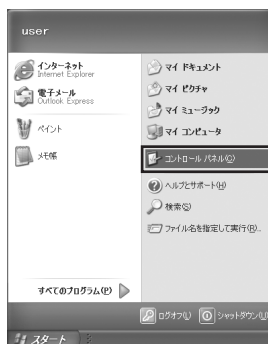 user
インターネット
Internet Explorer
電子メール
Outlook Express
ペイント
メモ帳
すべてのプログラム(P)
マイ ドキュメント
マイ ピクチャ
マイ ミュージック
マイ コンピュータ
コントロール パネル(C)
ヘルプとサポート(H)
検索(S)
ファイル名を指定して実行(R)...
ログオフ(L)
シャットダウン(U)
スタート